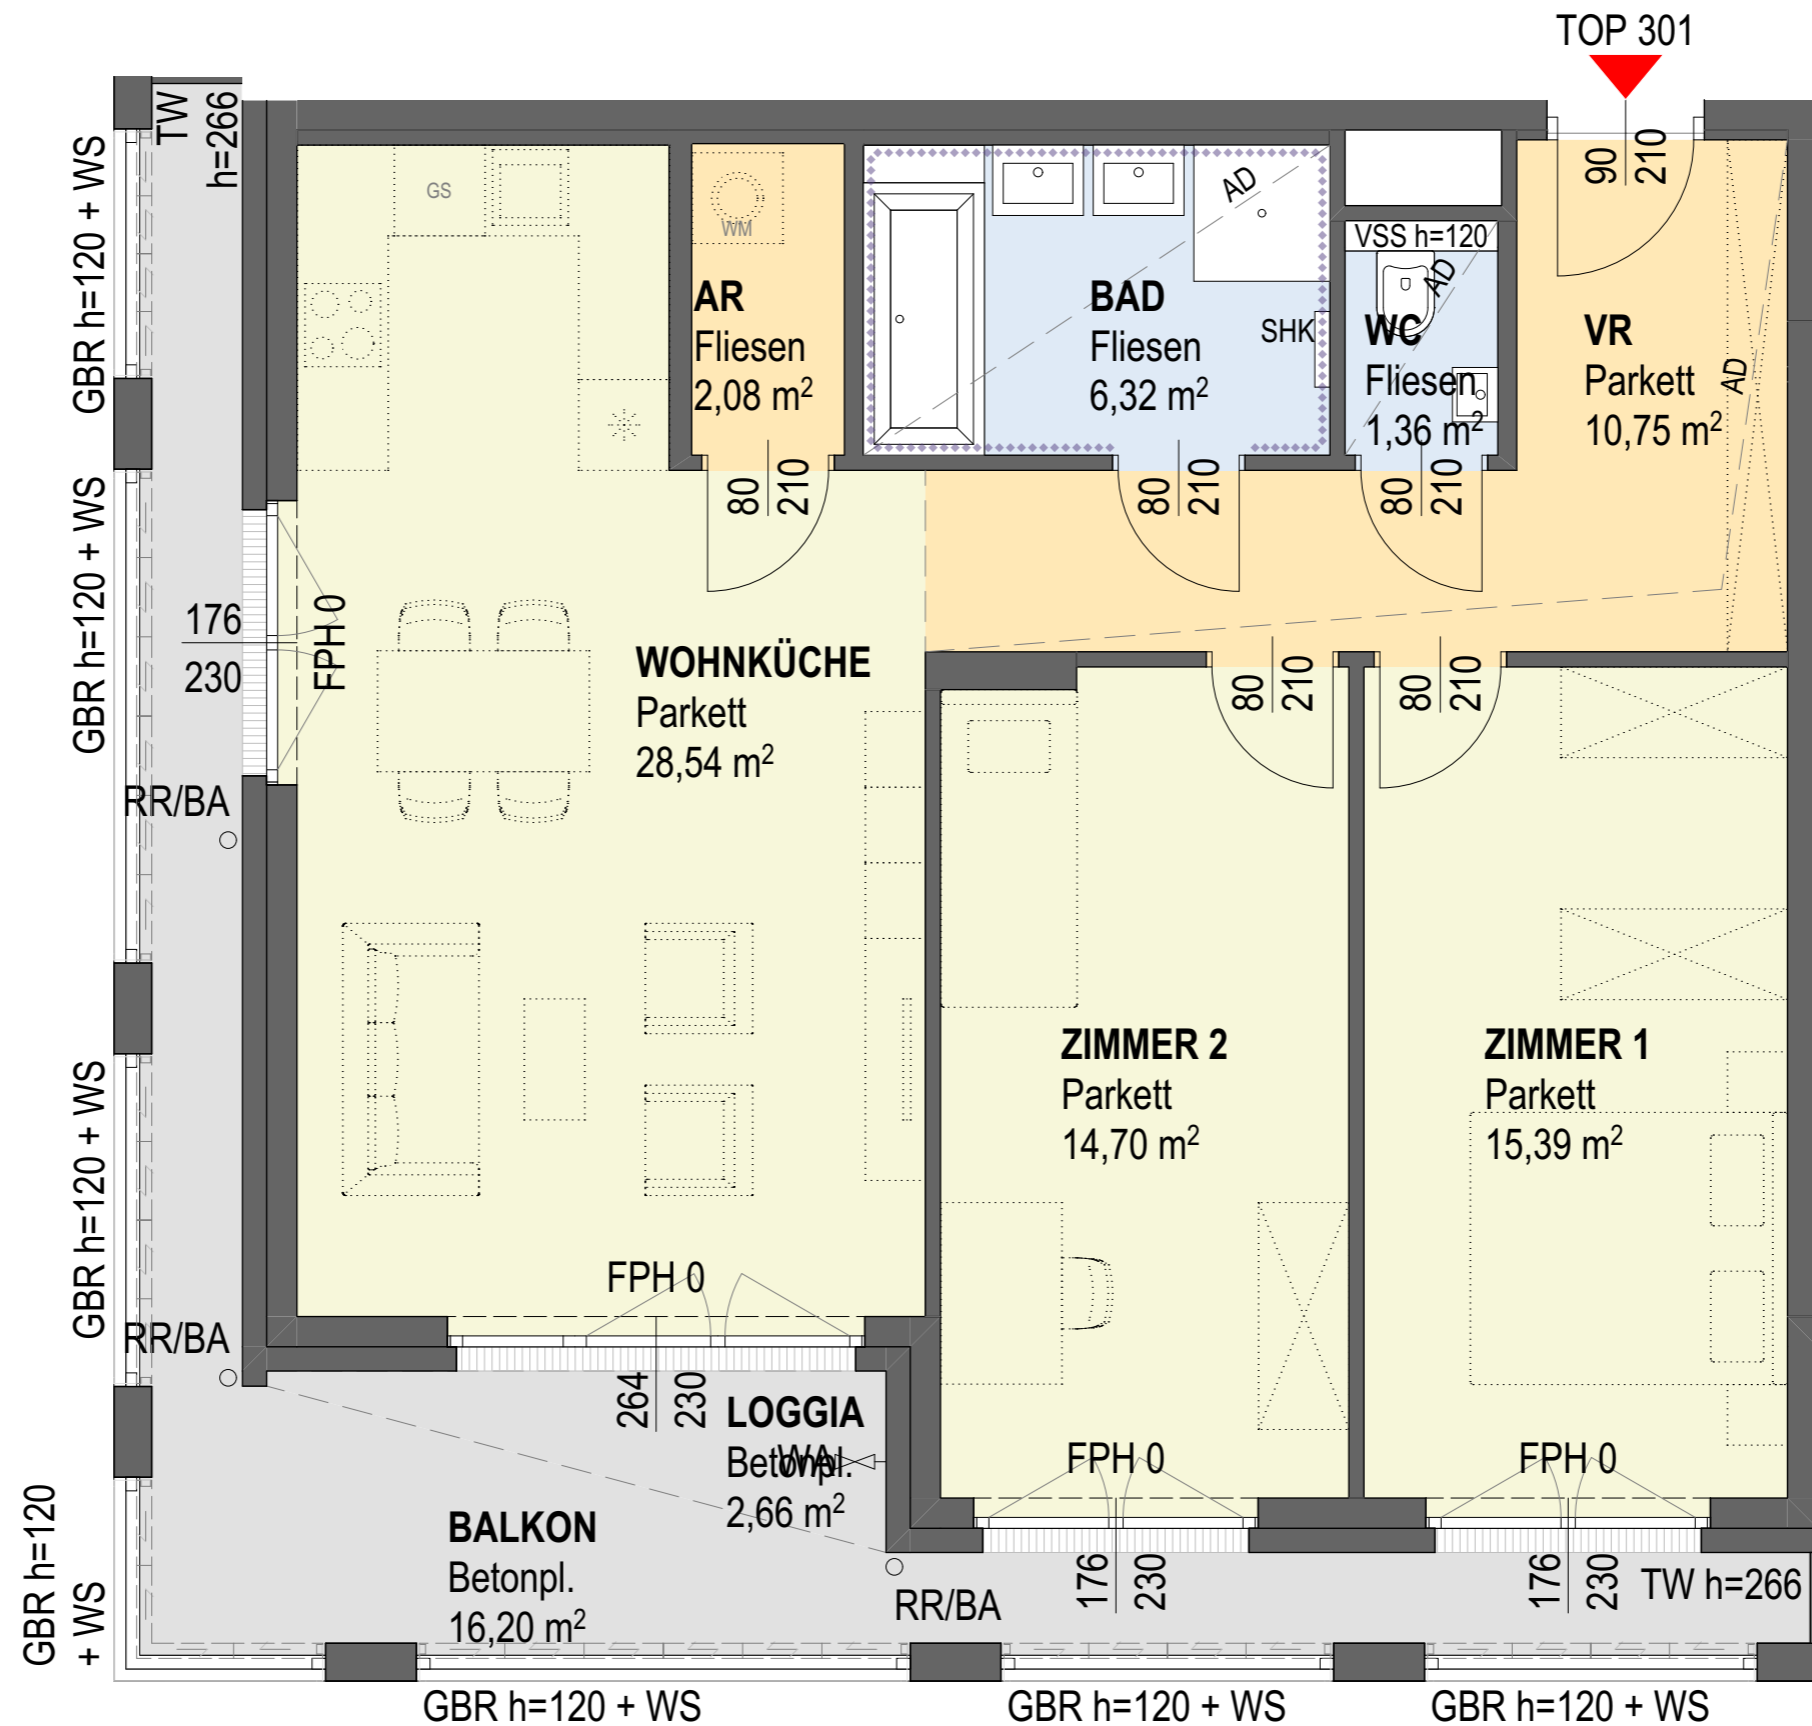 TOP 301
TW
h=266
90
210
GS
WM
AD
VSS h=120
AD
GBR h=120 + WS
AR
Fliesen
2,08 m²
BAD
Fliesen
6,32 m²
SHK
WC
Fliesen
1,36 m²
VR
Parkett
10,75 m²
AD
80
210
80
210
80
210
GBR h=120 + WS
176
230
FPH 0
WOHNKÜCHE
Parkett
28,54 m²
80
210
80
210
RR/BA
ZIMMER 2
Parkett
14,70 m²
ZIMMER 1
Parkett
15,39 m²
GBR h=120 + WS
FPH 0
RR/BA
264
230
LOGGIA
Betonpl.
WA
2,66 m²
FPH 0
FPH 0
BALKON
Betonpl.
16,20 m²
RR/BA
176
230
176
230
TW h=266
GBR h=120
+ WS
GBR h=120 + WS
GBR h=120 + WS
GBR h=120 + WS